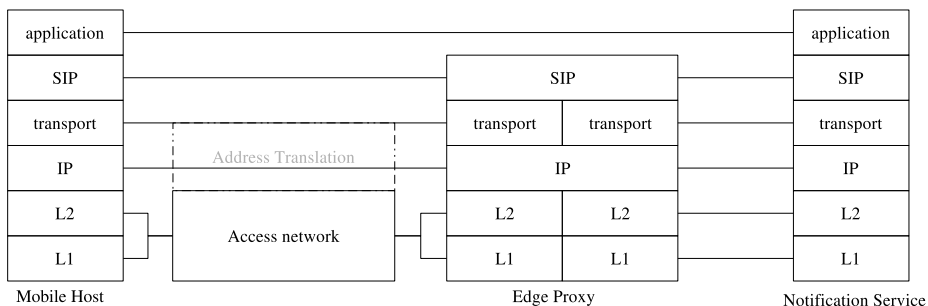 application
application
SIP
SIP
SIP
transport
transport
transport
transport
Address Translation
IP
IP
IP
L2
L2
L2
L2
Access network
L1
L1
L1
L1
Mobile Host
Edge Proxy
Notification Service